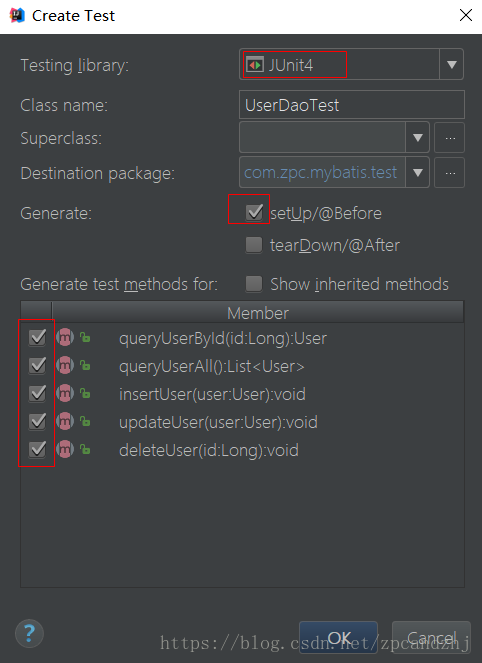 Create Test
Testing library:
JUnit4
Class name:
UserDaoTest
Superclass:
...
Destination package:
com.zpc.mybatis.test
...
Generate:
setUp/@Before
tearDown/@After
Generate test methods for:
Show inherited methods
Member
m queryUserById(id:Long):User
m queryUserAll():List<User>
m insertUser(user:User):void
m updateUser(user:User):void
m deleteUser(id:Long):void
?
OK
Cancel
https://blog.csdn.net/zpcandzhj